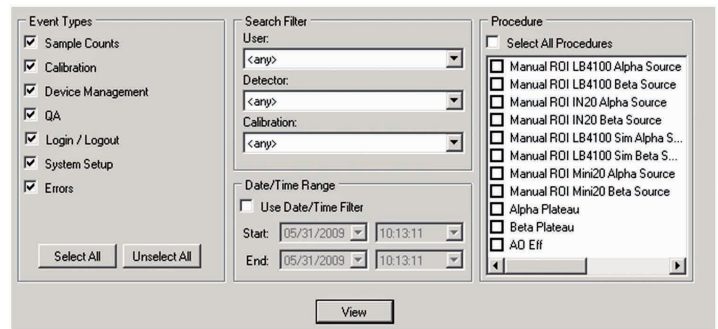 Event Types
Sample Counts
Calibration
Device Management
QA
Login / Logout
System Setup
Errors
Select All Unselect All
Search Filter
User:
<any>
Detector:
<any>
Calibration:
<any>
Date/Time Range
Use Date/Time Filter
Start: 05/31/2009 10:13:11
End: 05/31/2009 10:13:11
Procedure
Select All Procedures
Manual ROI LB4100 Alpha Source
Manual ROI LB4100 Beta Source
Manual ROI IN20 Alpha Source
Manual ROI IN20 Beta Source
Manual ROI LB4100 Sim Alpha S...
Manual ROI LB4100 Sim Beta S...
Manual ROI Mini20 Alpha Source
Manual ROI Mini20 Beta Source
Alpha Plateau
Beta Plateau
AO Eff
View